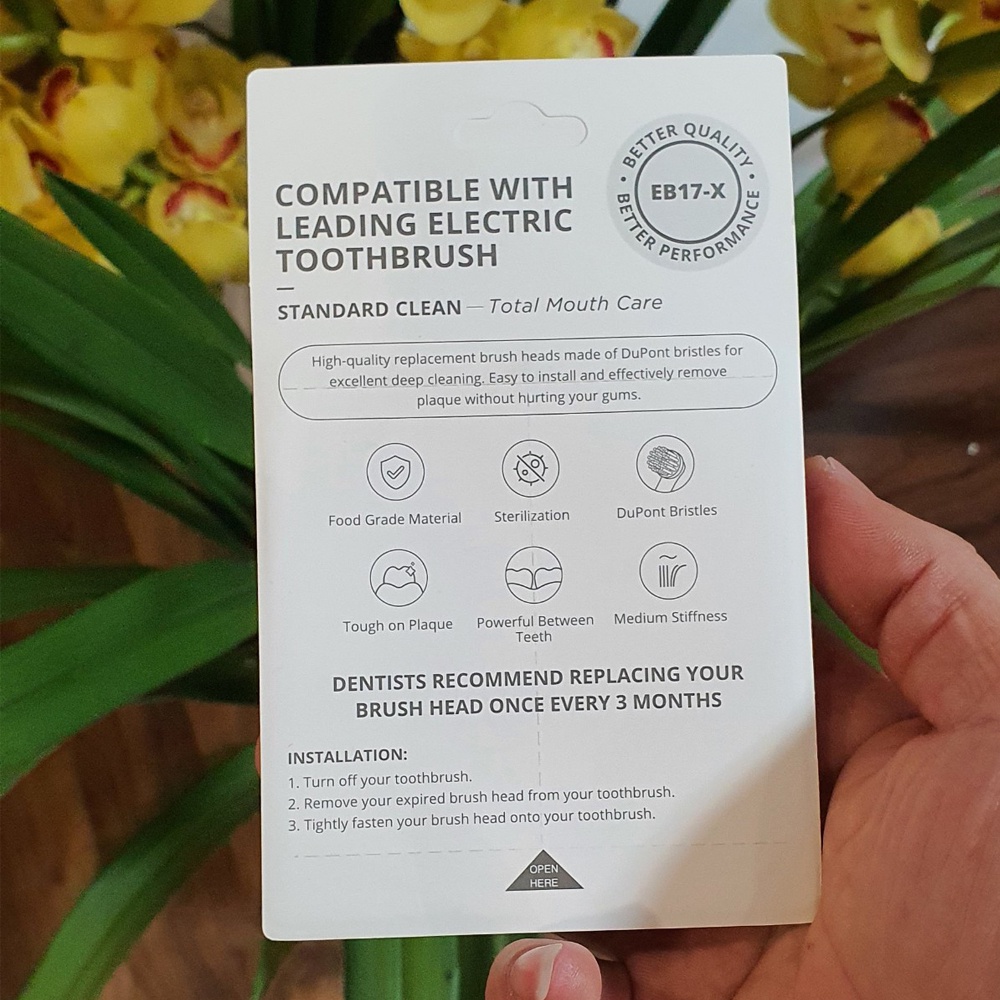 BETTER QUALITY
EB17-X
BETTER PERFORMANCE
COMPATIBLE WITH
LEADING ELECTRIC
TOOTHBRUSH
STANDARD CLEAN — Total Mouth Care
High-quality replacement brush heads made of DuPont bristles for
excellent deep cleaning. Easy to install and effectively remove
plaque without hurting your gums.
Food Grade Material
Sterilization
DuPont Bristles
Tough on Plaque
Powerful Between
Teeth
Medium Stiffness
DENTISTS RECOMMEND REPLACING YOUR
BRUSH HEAD ONCE EVERY 3 MONTHS
INSTALLATION:
1. Turn off your toothbrush.
2. Remove your expired brush head from your toothbrush.
3. Tightly fasten your brush head onto your toothbrush.
OPEN
HERE